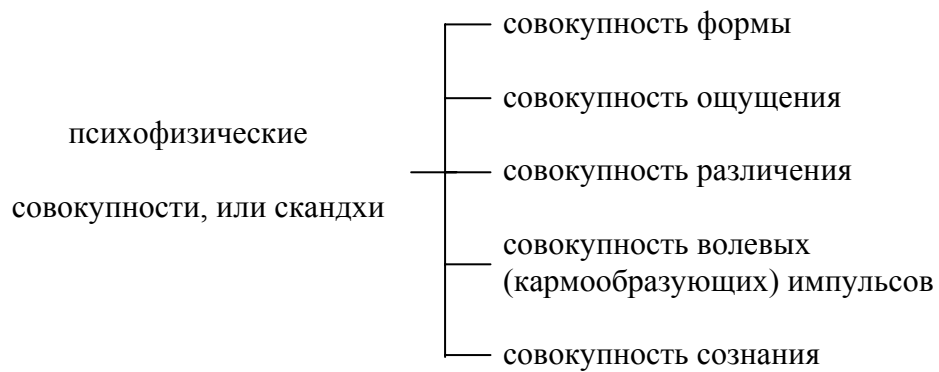 совокупность формы
совокупность ощущения
психофизические
совокупность различения
совокупности, или скандхи
совокупность волевых
(кармообразующих) импульсов
совокупность сознания